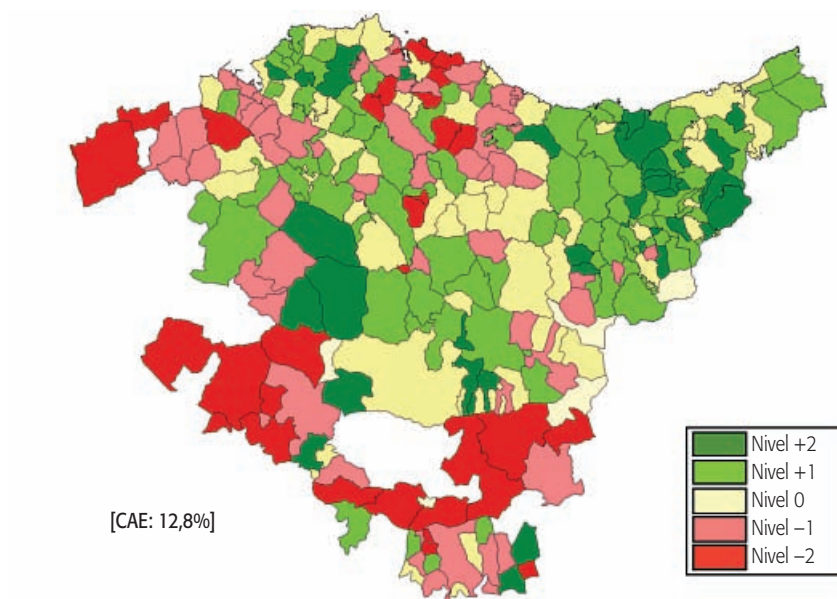 Nivel +2
Nivel +1
Nivel 0
Nivel –1
Nivel –2
[CAE: 12,8%]